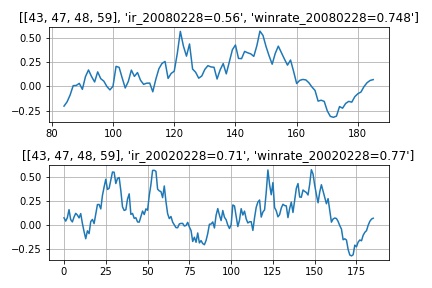 [[43, 47, 48, 59], 'ir_20080228=0.56', 'winrate_20080228=0.748']
0.50
0.25
0.00
−0.25
80 100 120 140 160 180
[[43, 47, 48, 59], 'ir_20020228=0.71', 'winrate_20020228=0.77']
0.50
0.25
0.00
−0.25
0 25 50 75 100 125 150 175